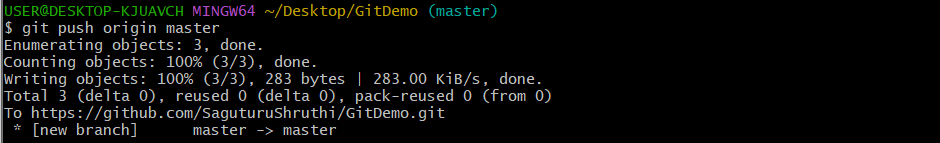 USER@DESKTOP-KJUAVCH MINGW64 ~/Desktop/GitDemo (master)
$ git push origin master
Enumerating objects: 3, done.
Counting objects: 100% (3/3), done.
Writing objects: 100% (3/3), 283 bytes | 283.00 KiB/s, done.
Total 3 (delta 0), reused 0 (delta 0), pack-reused 0 (from 0)
To https://github.com/SaguturuShruthi/GitDemo.git
 * [new branch]      master -> master